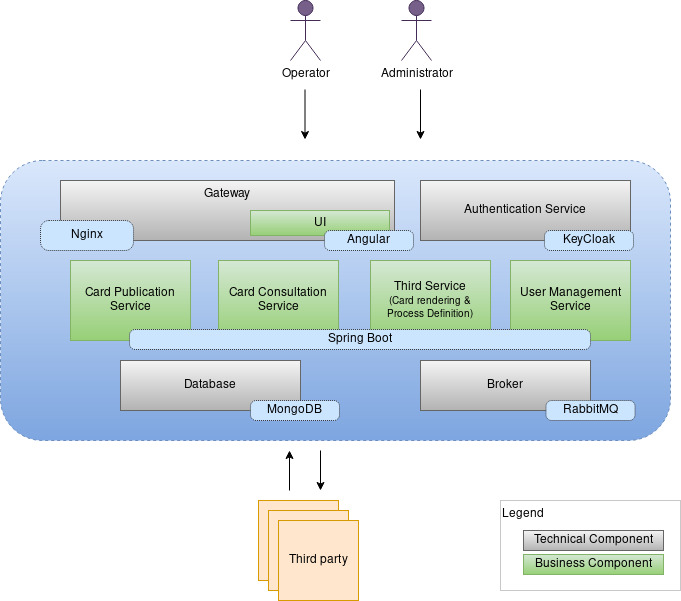 Operator
Administrator
Gateway
UI
Nginx
Angular
Authentication Service
KeyCloak
Card Publication
Service
Card Consultation
Service
Third Service
(Card rendering &
Process Definition)
User Management
Service
Spring Boot
Database
MongoDB
Broker
RabbitMQ
Third party
Legend
Technical Component
Business Component